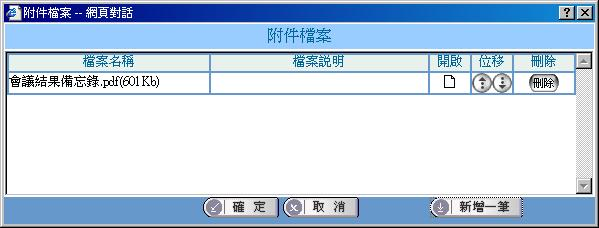 附件檔案 -- 網頁對話
附件檔案
檔案名稱 檔案說明 開啟 位移 刪除
會議結果備忘錄.pdf(601Kb) 刪除
確 定 取 消 新增一筆